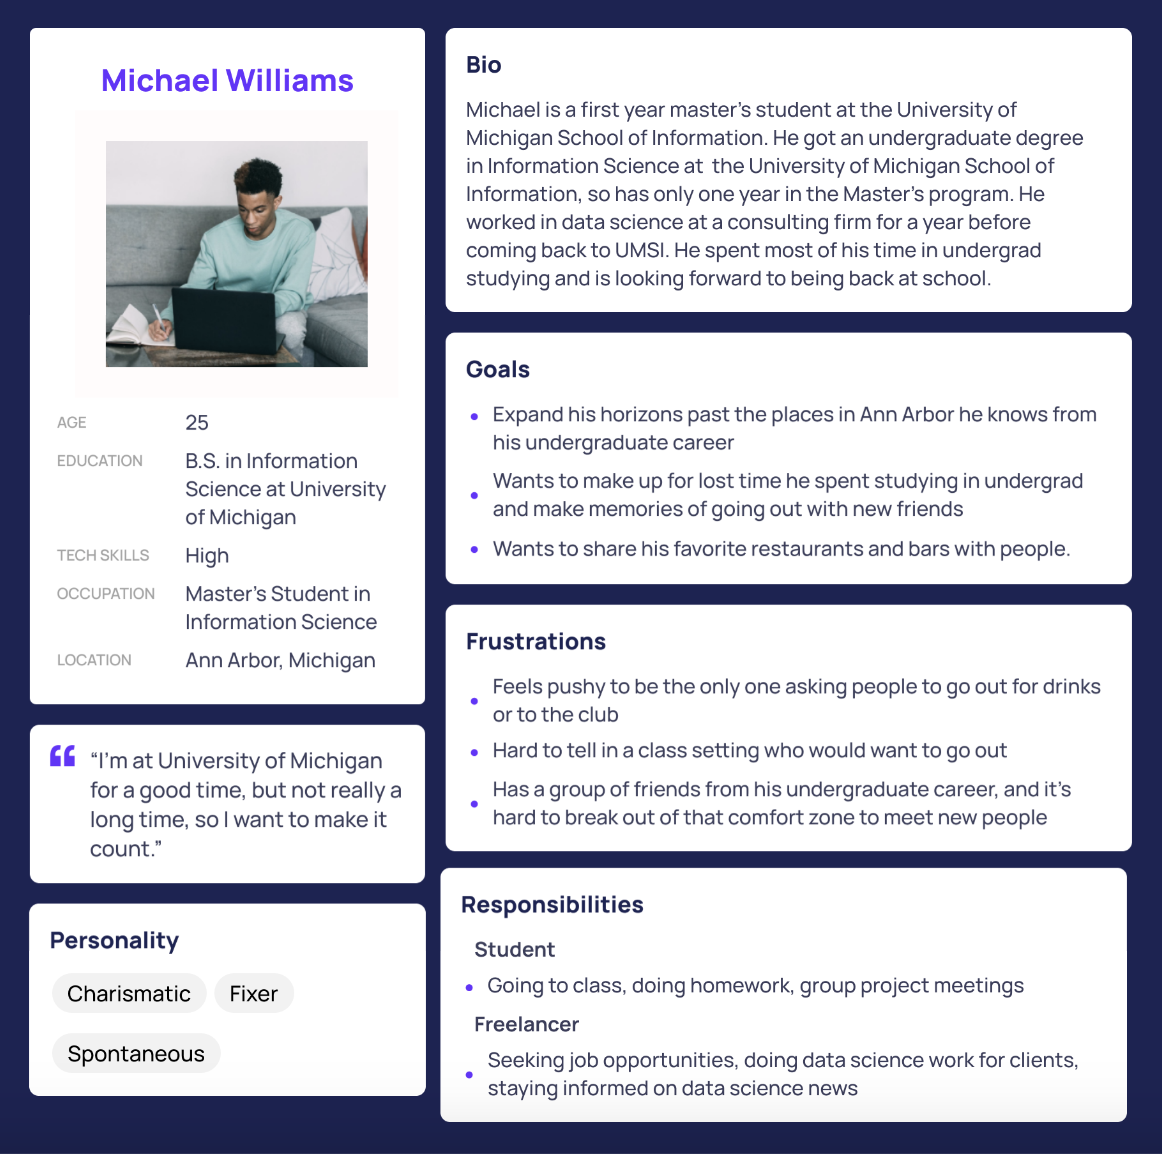 Michael Williams
AGE 25
EDUCATION B.S. in Information
Science at University
of Michigan
TECH SKILLS High
OCCUPATION Master's Student in
Information Science
LOCATION Ann Arbor, Michigan
“I'm at University of Michigan
for a good time, but not really a
long time, so I want to make it
count.”
Personality
Charismatic Fixer
Spontaneous
Bio
Michael is a first year master's student at the University of
Michigan School of Information. He got an undergraduate degree
in Information Science at the University of Michigan School of
Information, so has only one year in the Master's program. He
worked in data science at a consulting firm for a year before
coming back to UMSI. He spent most of his time in undergrad
studying and is looking forward to being back at school.
Goals
• Expand his horizons past the places in Ann Arbor he knows from
his undergraduate career
• Wants to make up for lost time he spent studying in undergrad
and make memories of going out with new friends
• Wants to share his favorite restaurants and bars with people.
Frustrations
• Feels pushy to be the only one asking people to go out for drinks
or to the club
• Hard to tell in a class setting who would want to go out
• Has a group of friends from his undergraduate career, and it's
hard to break out of that comfort zone to meet new people
Responsibilities
Student
• Going to class, doing homework, group project meetings
Freelancer
• Seeking job opportunities, doing data science work for clients,
staying informed on data science news